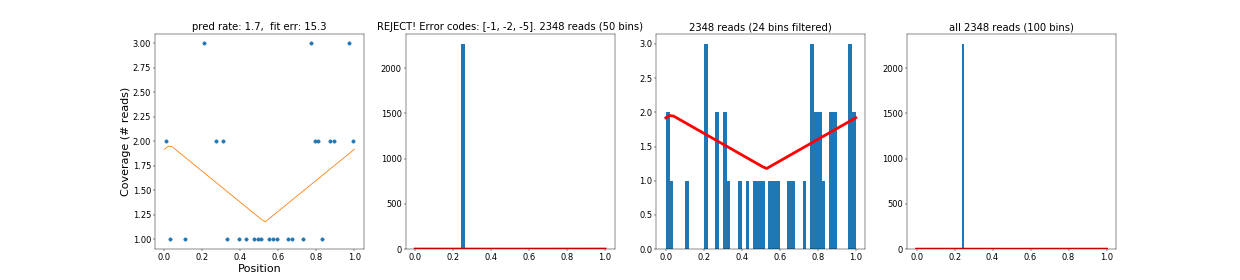 pred rate: 1.7,  fit err: 15.3
Coverage (# reads)
3.00
2.75
2.50
2.25
2.00
1.75
1.50
1.25
1.00
0.0 0.2 0.4 0.6 0.8 1.0
Position
REJECT! Error codes: [-1, -2, -5]. 2348 reads (50 bins)
2000
1500
1000
500
0
0.0 0.2 0.4 0.6 0.8 1.0
2348 reads (24 bins filtered)
3.0
2.5
2.0
1.5
1.0
0.5
0.0
0.0 0.2 0.4 0.6 0.8 1.0
all 2348 reads (100 bins)
2000
1500
1000
500
0
0.0 0.2 0.4 0.6 0.8 1.0